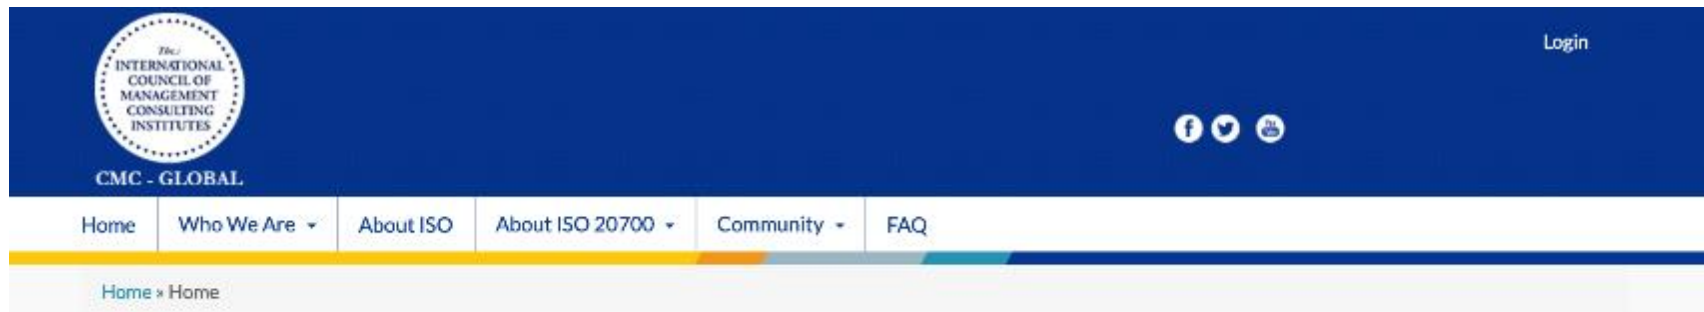 The
INTERNATIONAL
COUNCIL OF
MANAGEMENT
CONSULTING
INSTITUTES
CMC - GLOBAL
Login
Home
Who We Are
About ISO
About ISO 20700
Community
FAQ
Home » Home